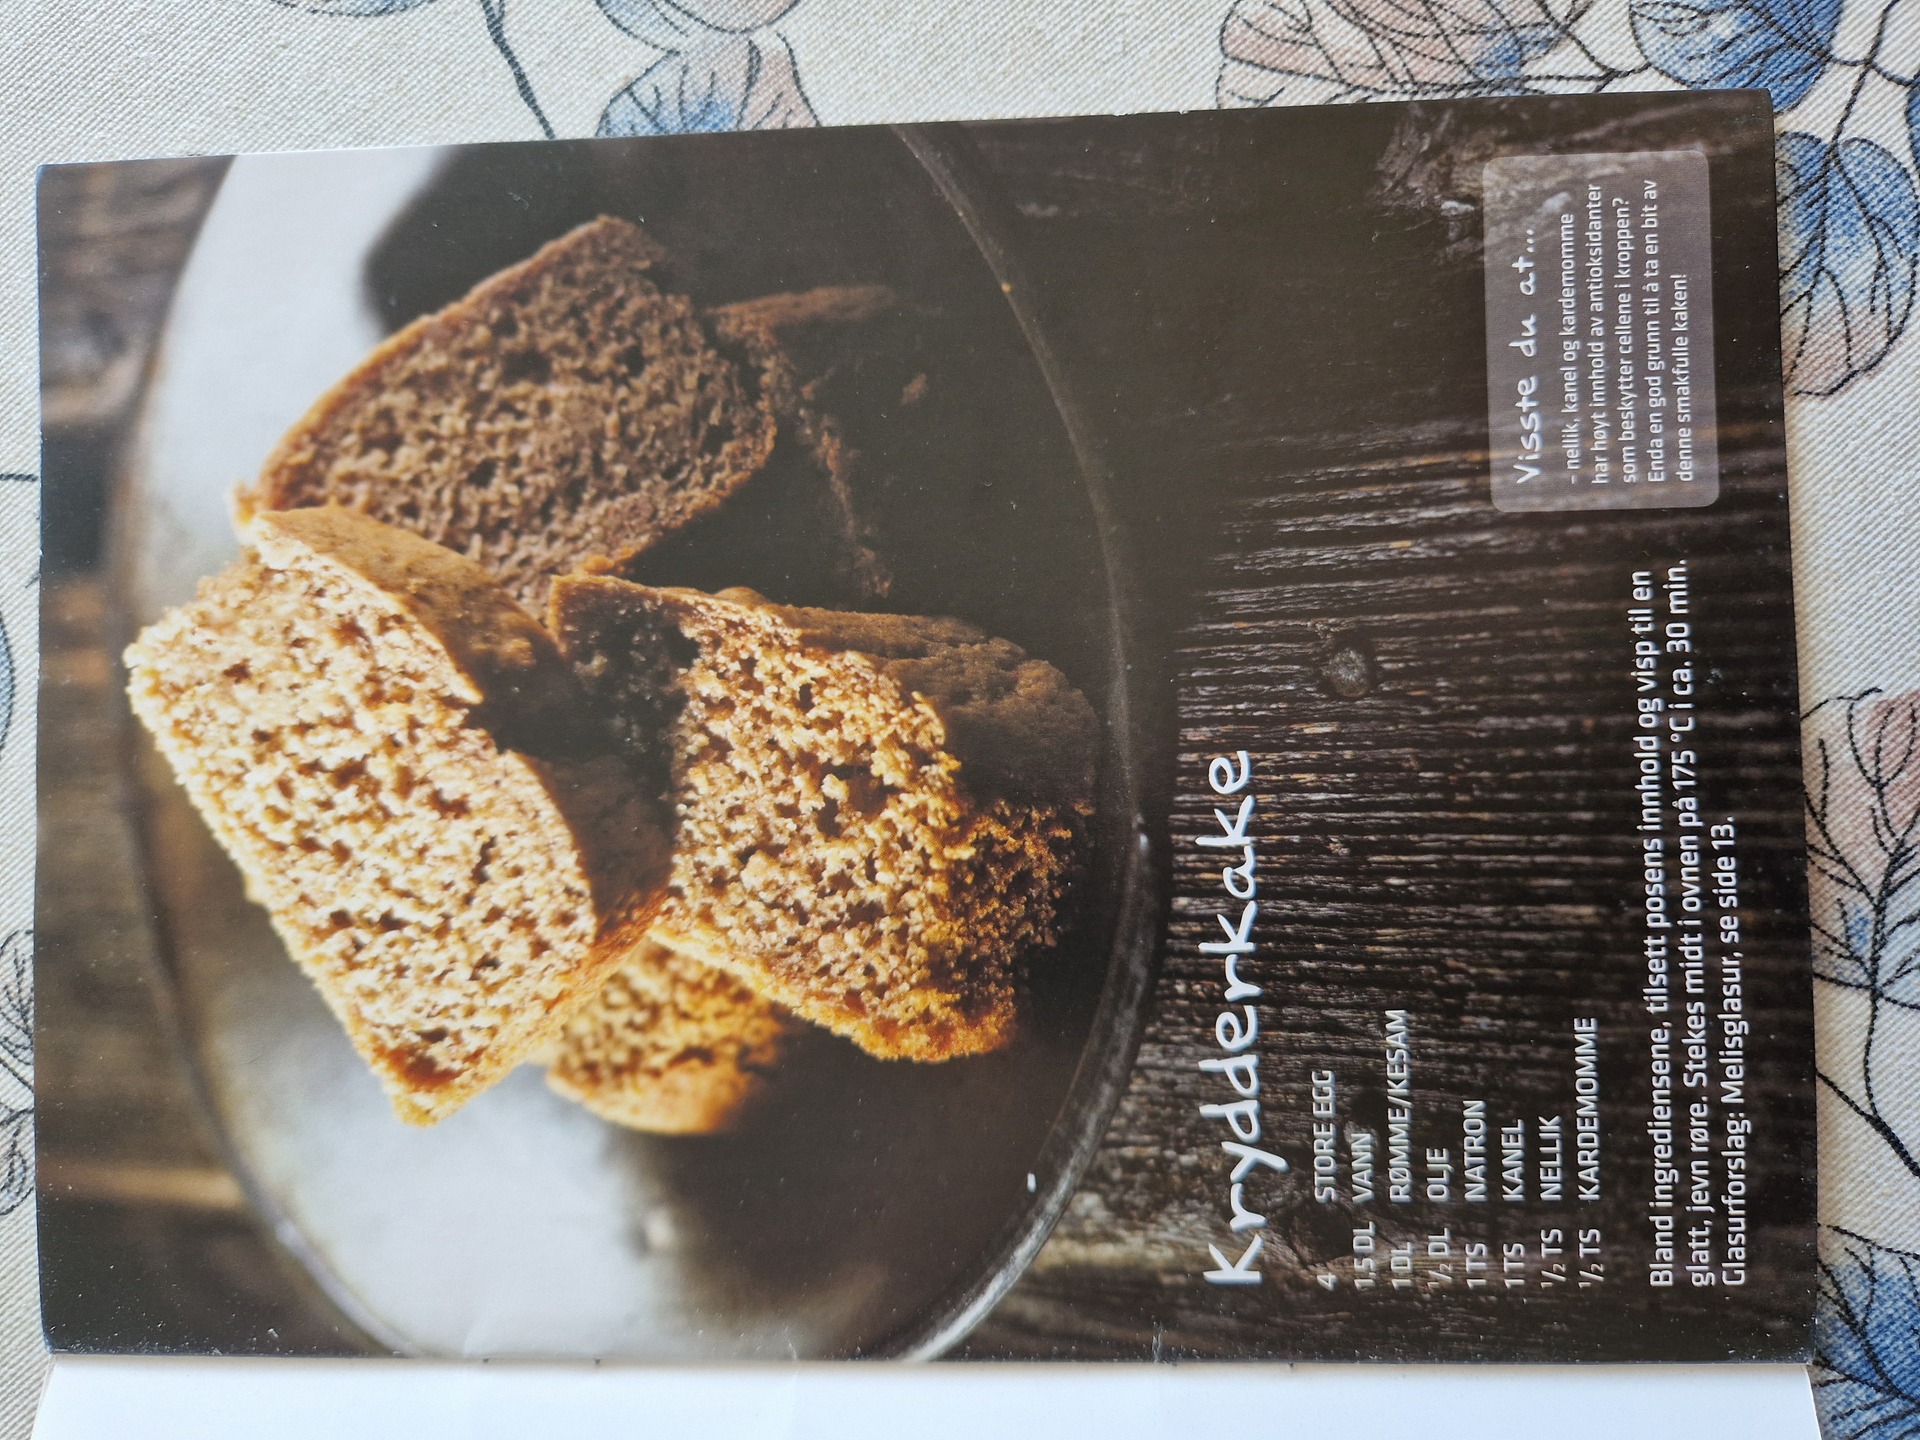 Krydderkake
4 STORE EGG
1,5 DL VANN
1 DL RØMME/KESAM
1/2 DL OLJE
1 TS NATRON
1 TS KANEL
1/2 TS NELLIK
1/2 TS KARDEMOMME
Bland ingrediensene, tilsett posens innhold og visp til en
glatt, jevn røre. Stekes midt i ovnen på 175 °C i ca. 30 min.
Glasurforslag: Melisglasur, se side 13.
Visste du at...
– nellik, kanel og kardemomme
har høyt innhold av antioksidanter
som beskytter cellene i kroppen?
Enda en god grunn til å ta en bit av
denne smakfulle kaken!